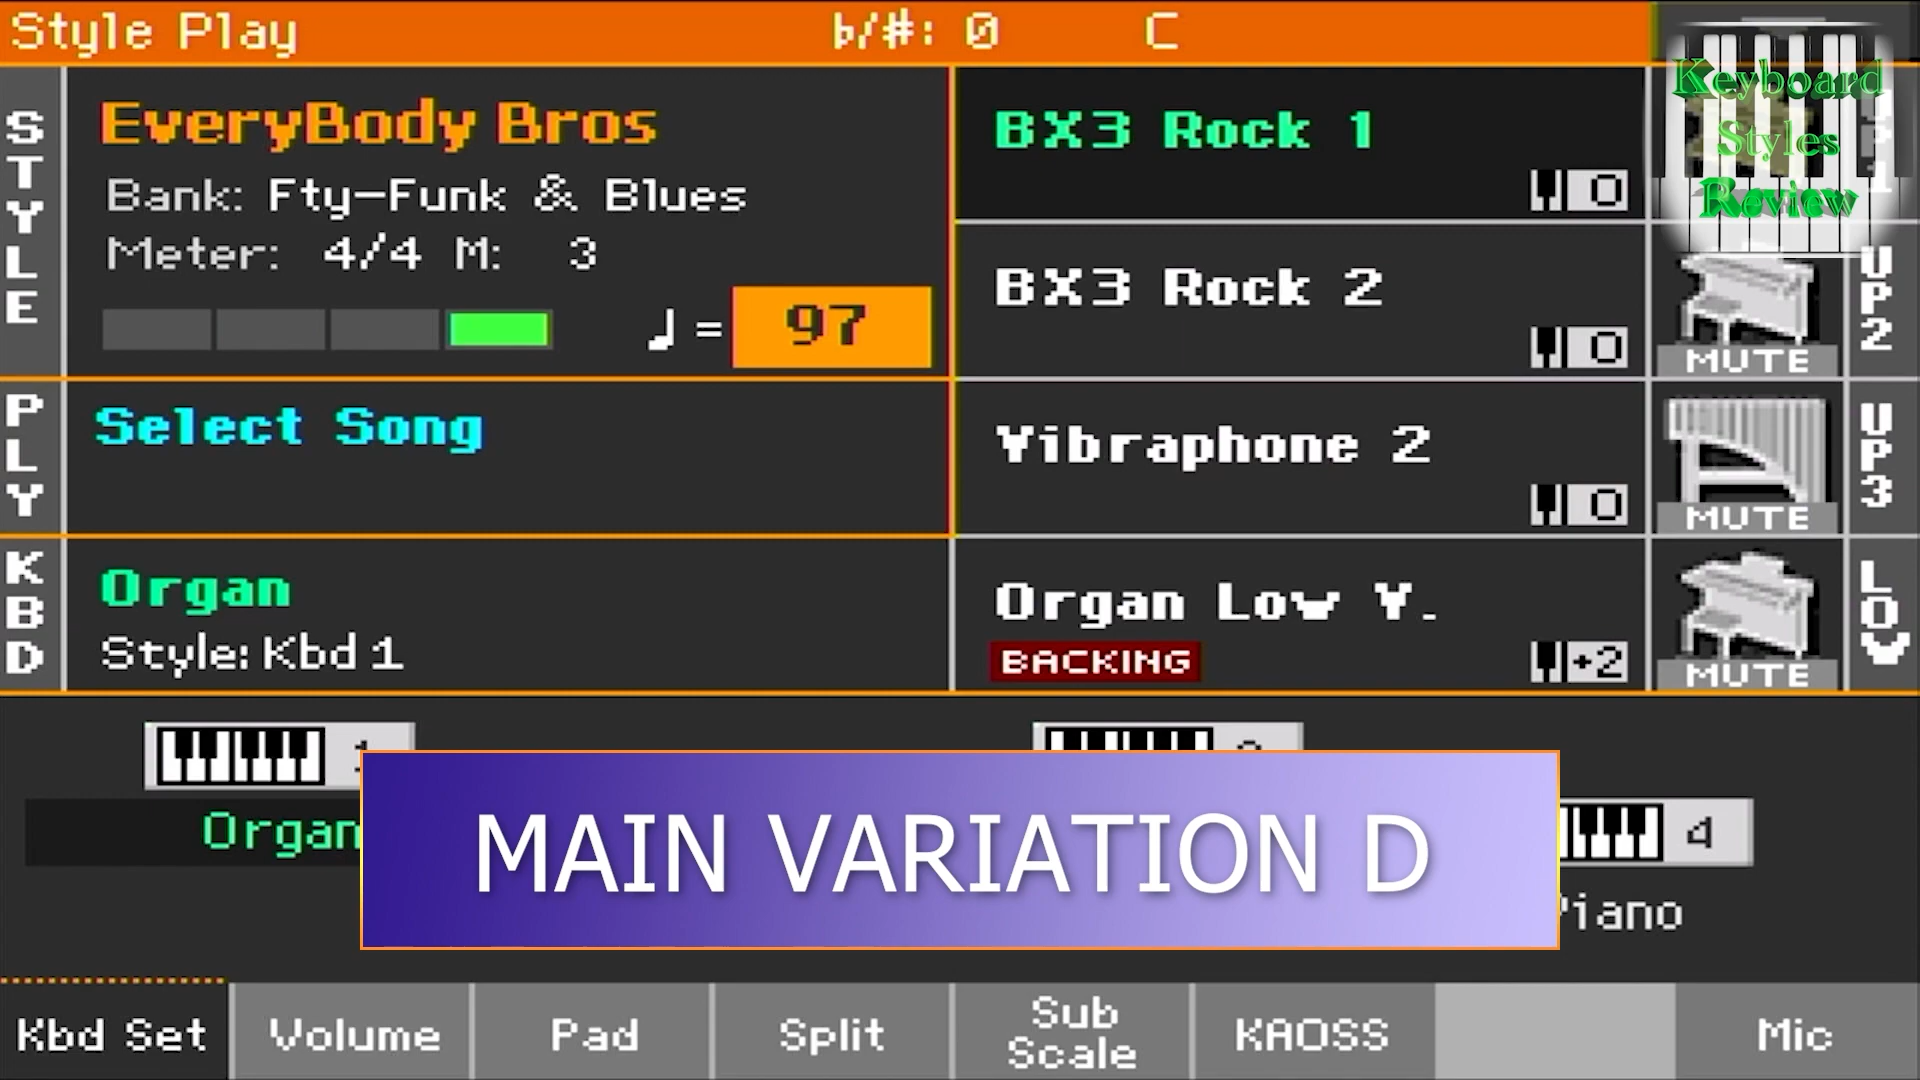 Style Play ♭/#: 0 C
Keyboard
Styles
Review
STYLE
EveryBody Bros
Bank: Fty-Funk & Blues
Meter: 4/4 M: 3
♩ = 97
BX3 Rock 1
0
BX3 Rock 2
0
MUTE
UP2
PLY
Select Song
Vibraphone 2
0
MUTE
UP3
KBD
Organ
Style: Kbd 1
Organ Low V.
BACKING
+2
MUTE
LOW
Organ
4
Piano
MAIN VARIATION D
Kbd Set
Volume
Pad
Split
Sub
Scale
KAOSS
Mic